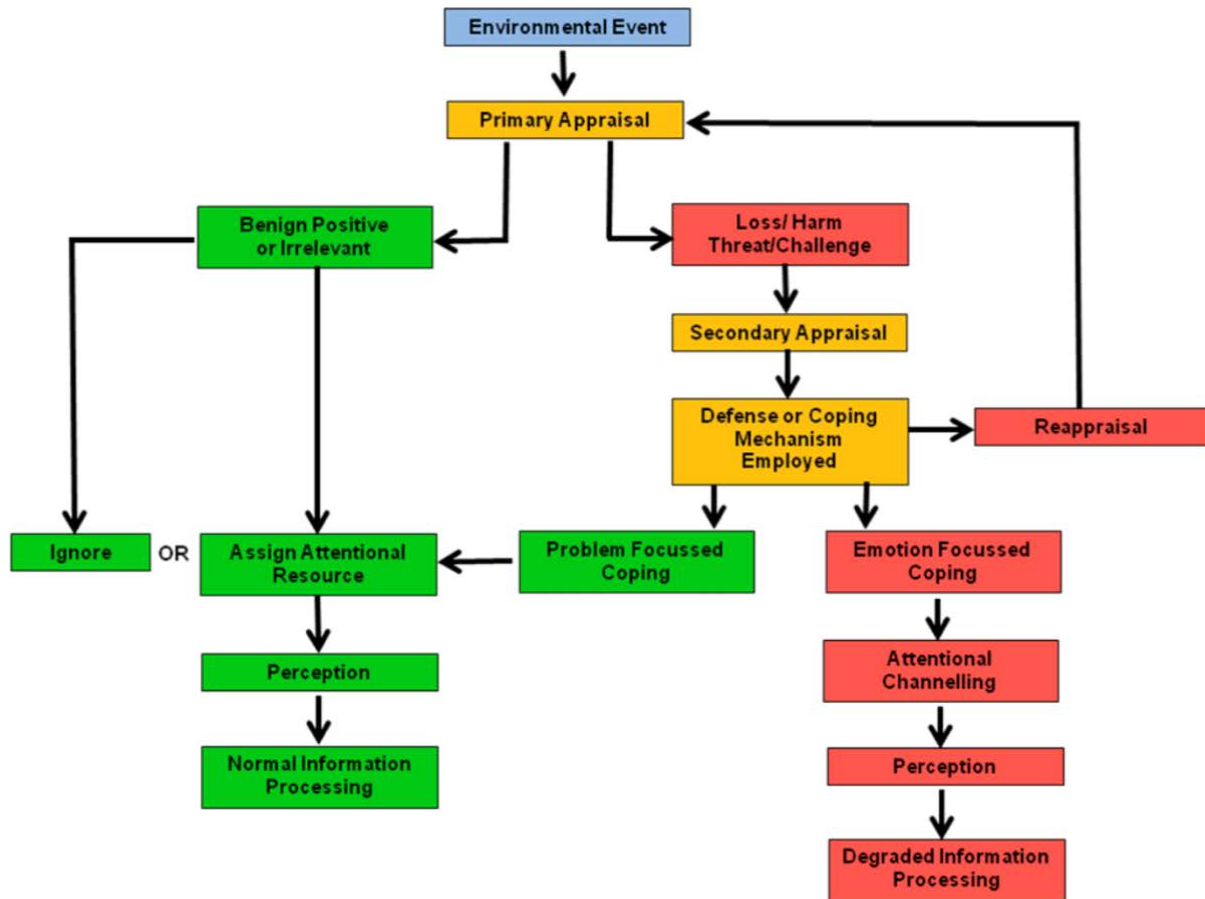 Environmental Event
Primary Appraisal
Benign Positive
or Irrelevant
Loss/ Harm
Threat/Challenge
Secondary Appraisal
Defense or Coping
Mechanism
Employed
Reappraisal
Ignore
OR
Assign Attentional
Resource
Problem Focussed
Coping
Emotion Focussed
Coping
Perception
Attentional
Channelling
Normal Information
Processing
Perception
Degraded Information
Processing